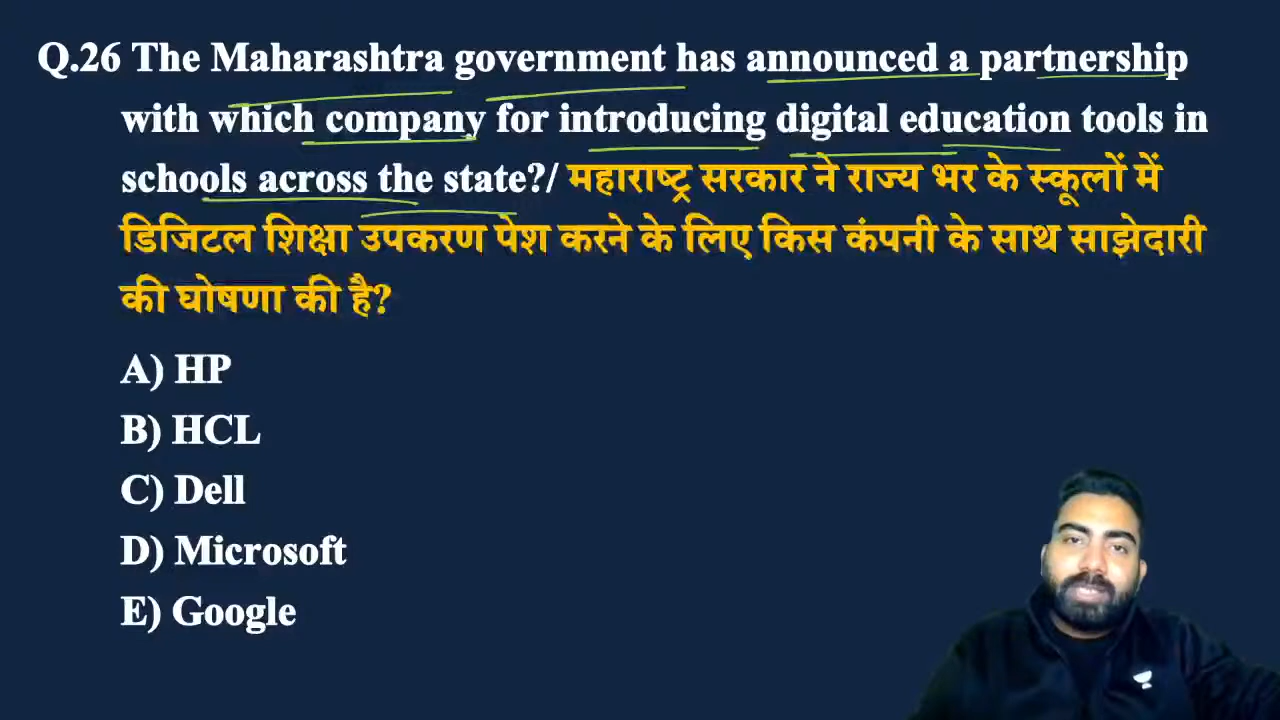 Q.26 The Maharashtra government has announced a partnership
with which company for introducing digital education tools in
schools across the state?/ महाराष्ट्र सरकार ने राज्य भर के स्कूलों में
डिजिटल शिक्षा उपकरण पेश करने के लिए किस कंपनी के साथ साझेदारी
की घोषणा की है?
A) HP
B) HCL
C) Dell
D) Microsoft
E) Google